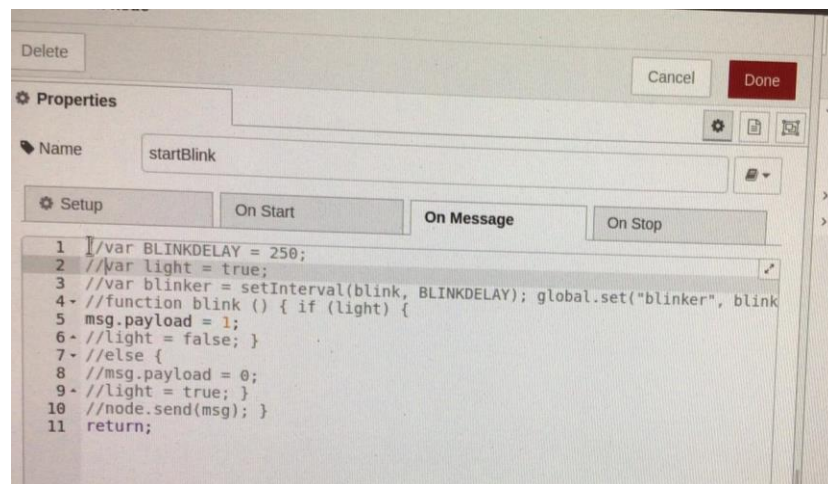 Delete
Cancel
Done
Properties
Name
startBlink
Setup
On Start
On Message
On Stop
1 //var BLINKDELAY = 250;
2 //var light = true;
3 //var blinker = setInterval(blink, BLINKDELAY); global.set("blinker", blink
4 //function blink () { if (light) {
5 msg.payload = 1;
6 //light = false; }
7 //else {
8 //msg.payload = 0;
9 //light = true; }
10 //node.send(msg); }
11 return;